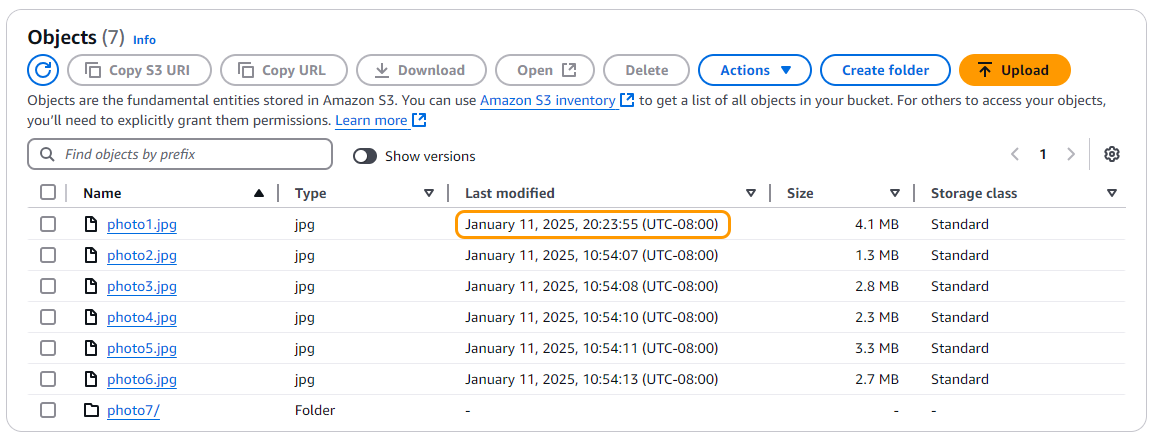 Objects (7) Info
Copy S3 URI Copy URL Download Open Delete Actions Create folder Upload
Objects are the fundamental entities stored in Amazon S3. You can use Amazon S3 inventory to get a list of all objects in your bucket. For others to access your objects,
you’ll need to explicitly grant them permissions. Learn more
Find objects by prefix Show versions 1
Name Type Last modified Size Storage class
photo1.jpg jpg January 11, 2025, 20:23:55 (UTC-08:00) 4.1 MB Standard
photo2.jpg jpg January 11, 2025, 10:54:07 (UTC-08:00) 1.3 MB Standard
photo3.jpg jpg January 11, 2025, 10:54:08 (UTC-08:00) 2.8 MB Standard
photo4.jpg jpg January 11, 2025, 10:54:10 (UTC-08:00) 2.3 MB Standard
photo5.jpg jpg January 11, 2025, 10:54:11 (UTC-08:00) 3.3 MB Standard
photo6.jpg jpg January 11, 2025, 10:54:13 (UTC-08:00) 2.7 MB Standard
photo7/ Folder - - -